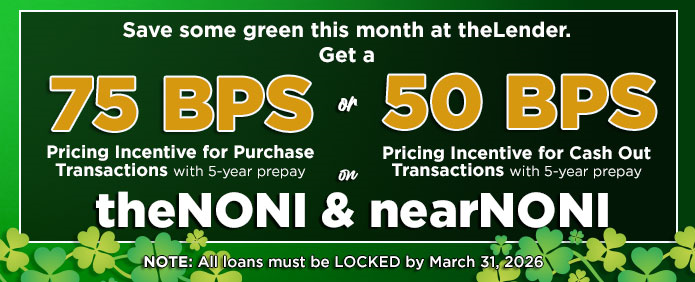 Save some green this month at theLender.
Get a
75 BPS or 50 BPS
Pricing Incentive for Purchase
Transactions with 5-year prepay
Pricing Incentive for Cash Out
Transactions with 5-year prepay
on
theNONI & nearNONI
NOTE: All loans must be LOCKED by March 31, 2026